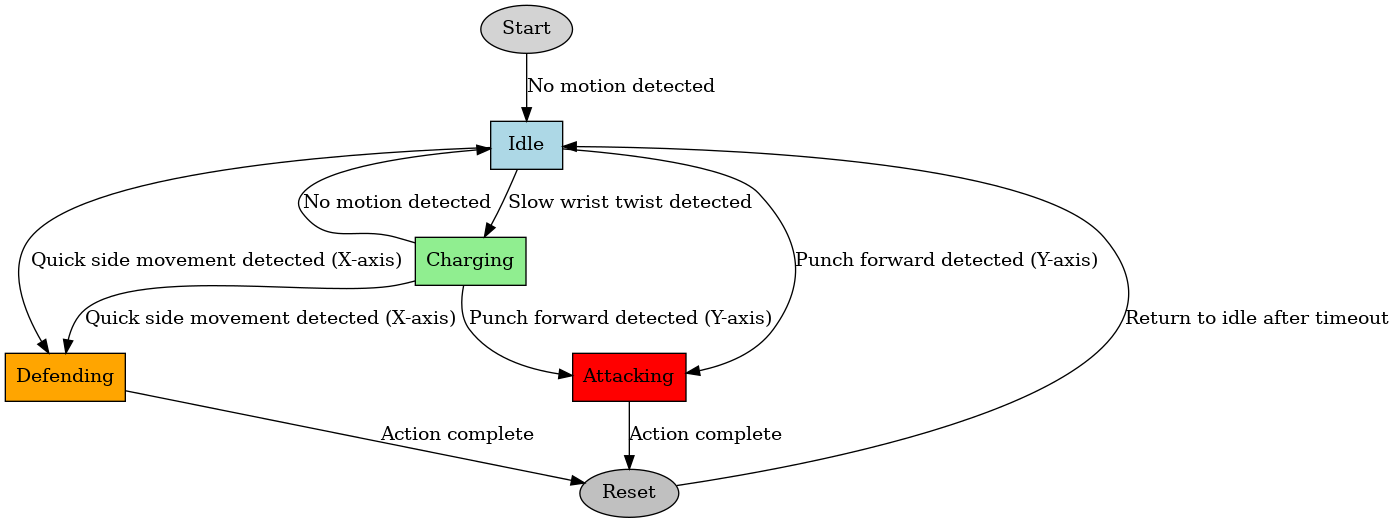 Start
No motion detected
Idle
No motion detected
Slow wrist twist detected
Quick side movement detected (X-axis)
Charging
Punch forward detected (Y-axis)
Quick side movement detected (X-axis)
Punch forward detected (Y-axis)
Return to idle after timeout
Defending
Attacking
Action complete
Action complete
Reset